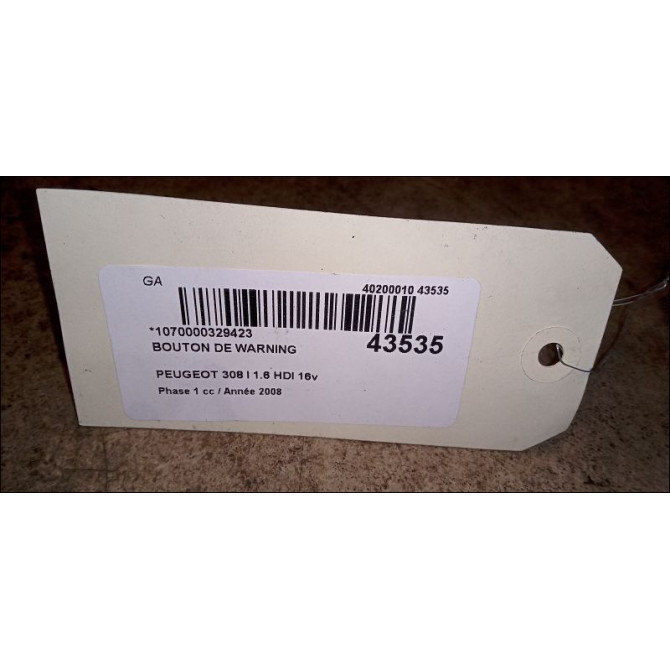 GA
40200010 43535
*1070000329423
43535
BOUTON DE WARNING
PEUGEOT 308 I 1.6 HDI 16v
Phase 1 cc / Année 2008